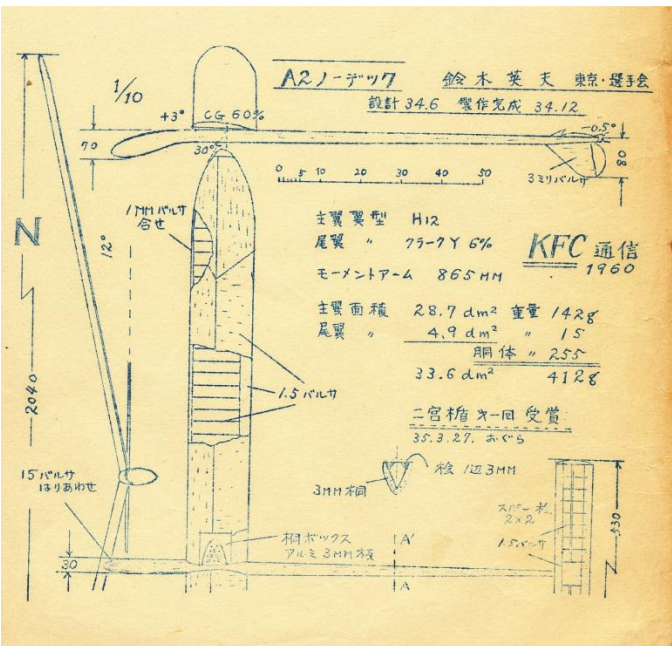 A2ノーデック 鈴木英夫 東京・選手会
設計 34.6 製作完成 34.12
1/10
+3° CG 60%
-0.5°
70
30°
80
3ミリバルサ
0 5 10 20 30 40 50
1MMバルサ
合せ
主翼翼型 H12
尾翼 〃 クラークY 6%
KFC 通信
1960
モーメントアーム 865MM
N
12°
主翼面積 28.7 dm² 重量 142g
尾翼 〃 4.9 dm² 〃 15
胴体 〃 255
33.6 dm² 412g
1.5バルサ
2040
二宮楯 才一回 受賞
35.3.27. おぐら
桧 1辺3MM
3MM桐
15バルサ
はりあわせ
スパー桧
2×2
1.5バルサ
530
桐ボックス
アルミ3MM板
A'
30
A